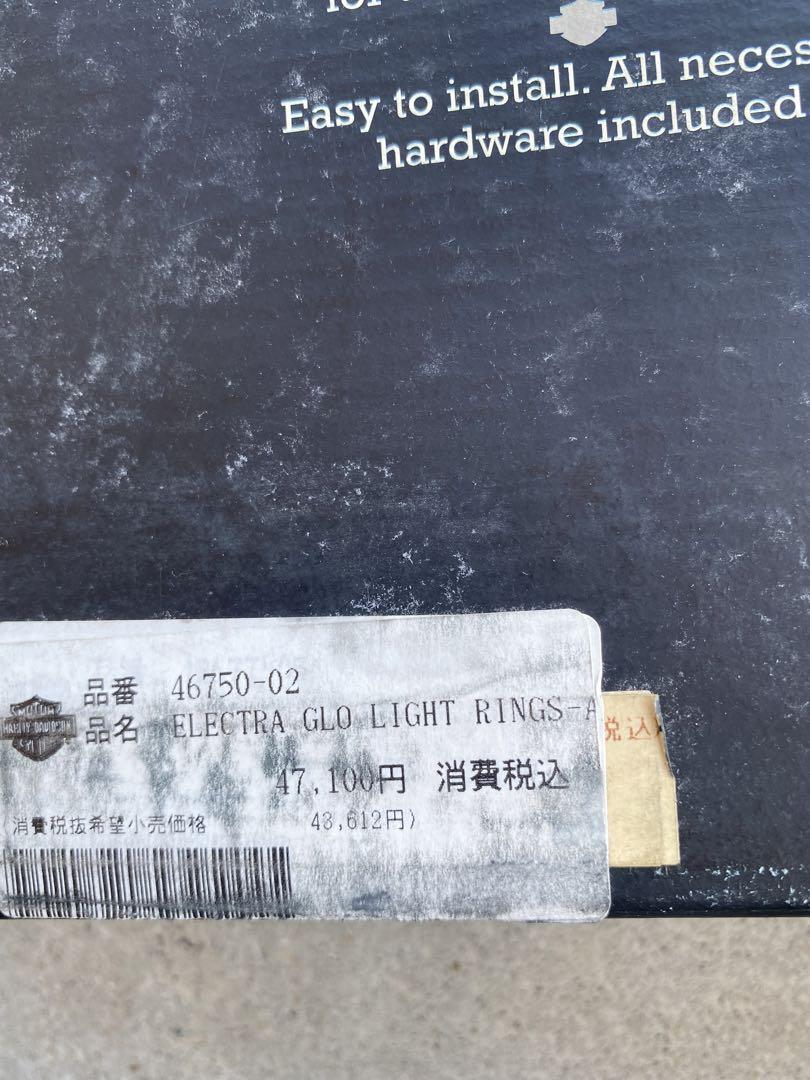 Easy to install. All
hardware included
品番 46750-02
品名 ELECTRA GLO LIGHT RINGS-A
47,100円 消費税込
消費税抜希望小売価格 43,612円)
税込
HARLEY-DAVIDSON